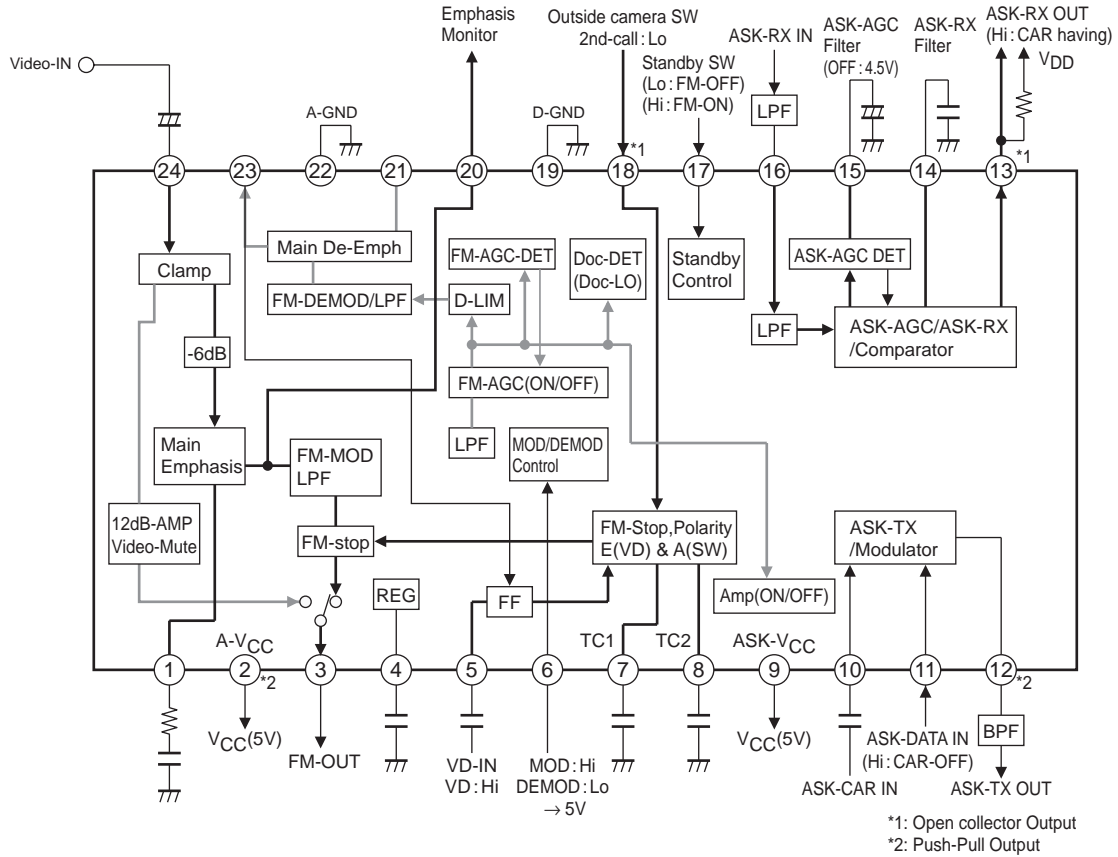 Emphasis
Monitor
Outside camera SW
2nd-call : Lo
Standby SW
(Lo : FM-OFF)
(Hi : FM-ON)
ASK-RX IN
ASK-AGC
Filter
(OFF : 4.5V)
ASK-RX
Filter
ASK-RX OUT
(Hi : CAR having)
VDD
Video-IN
A-GND
D-GND
LPF
24
23
22
21
20
19
18
*1
17
16
15
14
13
*1
Clamp
Main De-Emph
FM-DEMOD/LPF
D-LIM
FM-AGC-DET
Doc-DET
(Doc-LO)
Standby
Control
ASK-AGC DET
LPF
ASK-AGC/ASK-RX
/Comparator
-6dB
FM-AGC(ON/OFF)
LPF
MOD/DEMOD
Control
Main
Emphasis
FM-MOD
LPF
12dB-AMP
Video-Mute
FM-stop
FM-Stop,Polarity
E(VD) & A(SW)
ASK-TX
/Modulator
REG
FF
Amp(ON/OFF)
A-VCC
TC1
TC2
ASK-VCC
1
2
*2
3
4
5
6
7
8
9
10
11
12
*2
VCC(5V)
FM-OUT
VD-IN
VD : Hi
MOD : Hi
DEMOD : Lo
→ 5V
VCC(5V)
ASK-CAR IN
ASK-DATA IN
(Hi : CAR-OFF)
BPF
ASK-TX OUT
*1: Open collector Output
*2: Push-Pull Output